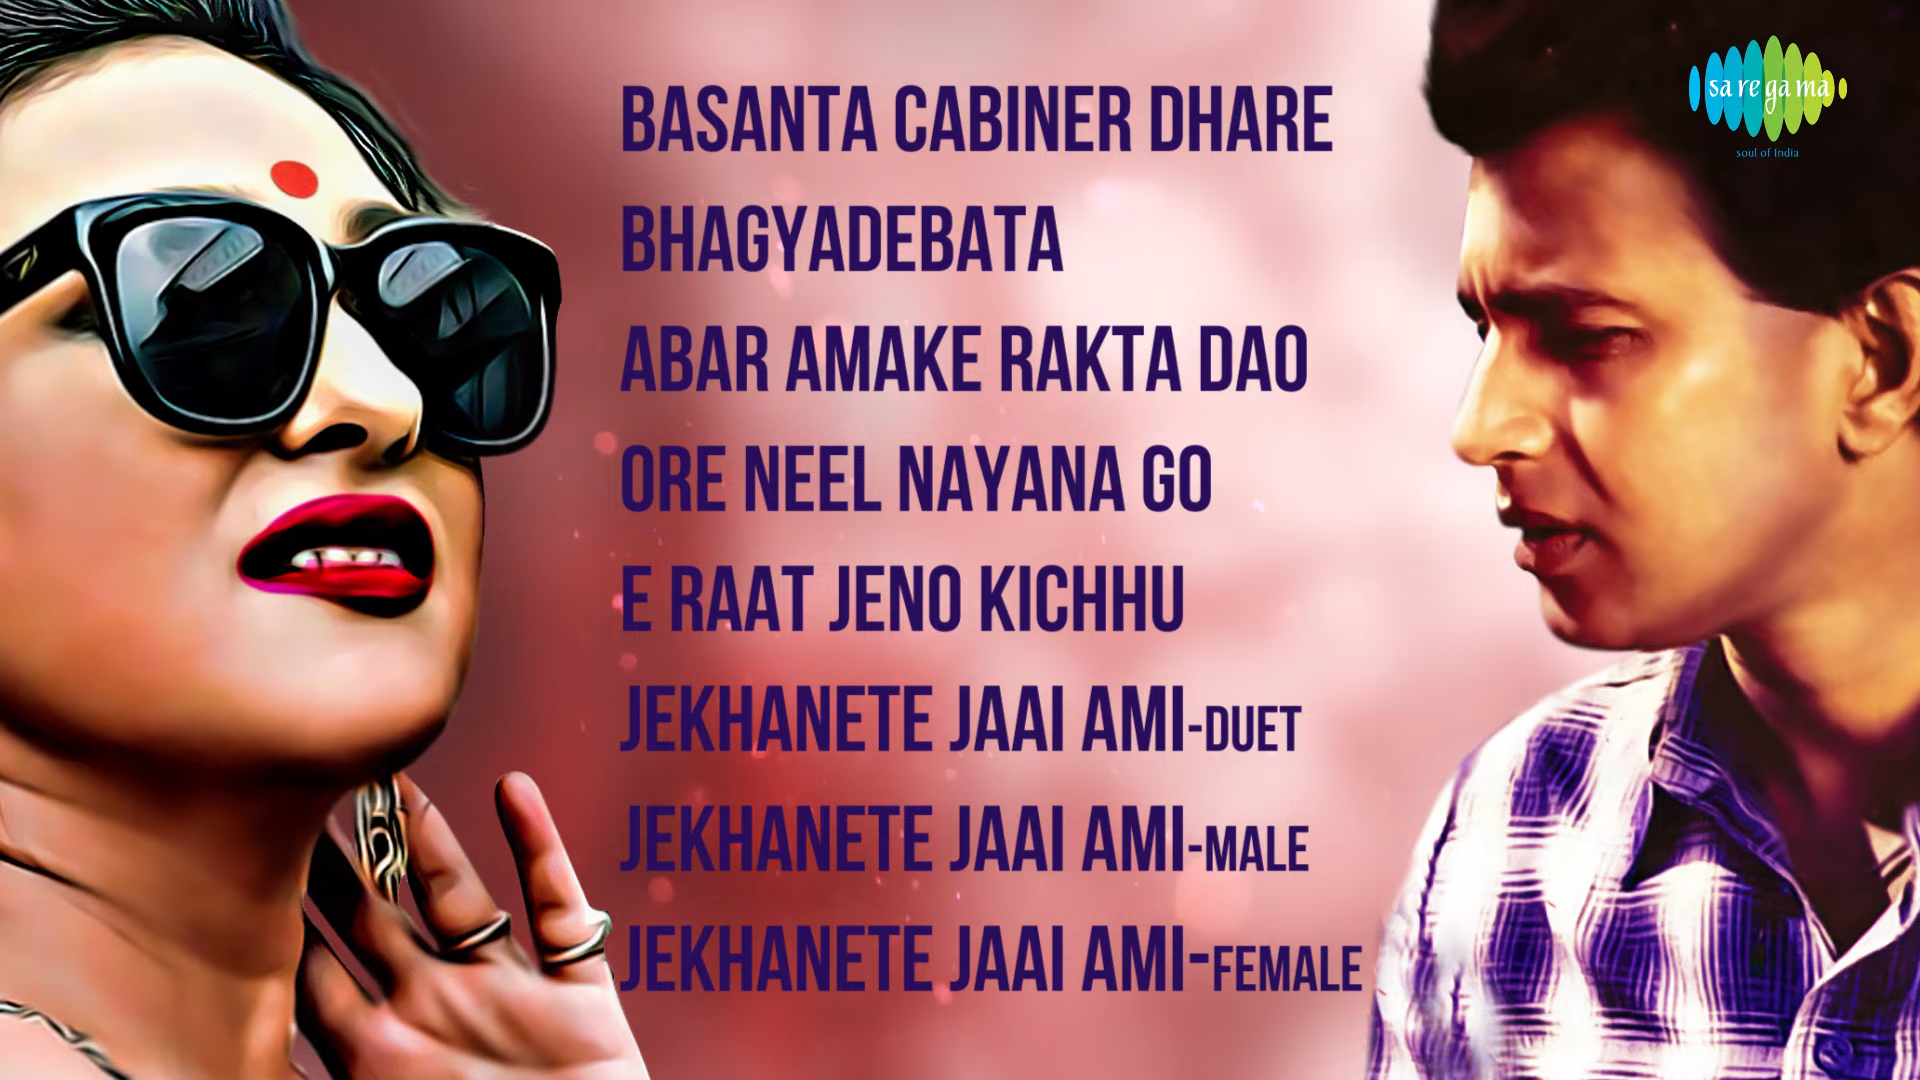 BASANTA CABINER DHARE
BHAGYADEBATA
ABAR AMAKE RAKTA DAO
ORE NEEL NAYANA GO
E RAAT JENO KICHHU
JEKHANETE JAAI AMI-DUET
JEKHANETE JAAI AMI-MALE
JEKHANETE JAAI AMI-FEMALE
sa re ga ma
soul of India